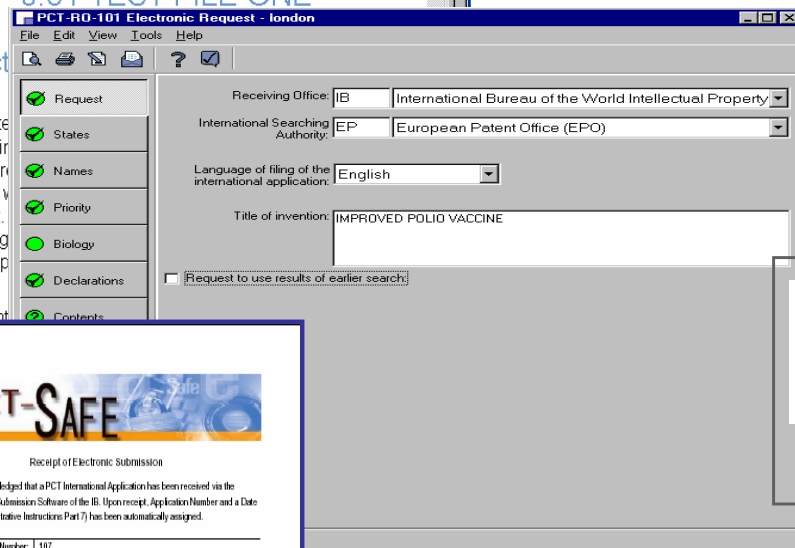 PCT-RO-101 Electronic Request - london
File Edit View Tools Help
Request
States
Names
Priority
Biology
Declarations
Contents
Receiving Office: IB International Bureau of the World Intellectual Property
International Searching Authority: EP European Patent Office (EPO)
Language of filing of the international application: English
Title of invention: IMPROVED POLIO VACCINE
Request to use results of earlier search:
T-SAFE
Receipt of Electronic Submission
ledged that a PCT International Application has been received via the
ubmission Software of the IB. Upon receipt, Application Number and a Date
trative Instructions Part 7) has been automatically assigned.
Number: 107